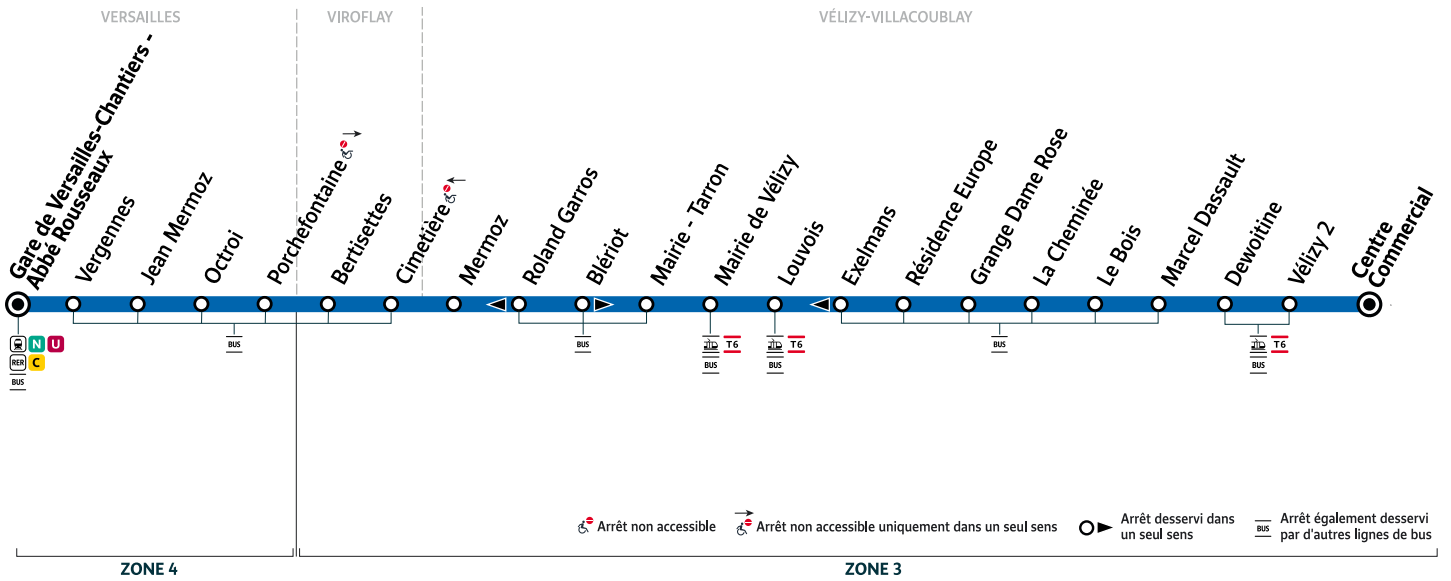 VERSAILLES
VIROFLAY
VÉLIZY-VILLACOUBLAY
Gare de Versailles-Chantiers -
Abbé Rousseaux
Vergennes
Jean Mermoz
Octroi
Porchefontaine
Bertisettes
Cimetière
Mermoz
Roland Garros
Blériot
Mairie - Tarron
Mairie de Vélizy
Louvois
Exelmans
Résidence Europe
Grange Dame Rose
La Cheminée
Le Bois
Marcel Dassault
Dewoitine
Vélizy 2
Centre
Commercial
N U
RER C
BUS
BUS
BUS
T6
BUS
T6
BUS
BUS
T6
BUS
Arrêt non accessible
Arrêt non accessible uniquement dans un seul sens
Arrêt desservi dans
un seul sens
BUS
Arrêt également desservi
par d'autres lignes de bus
ZONE 4
ZONE 3